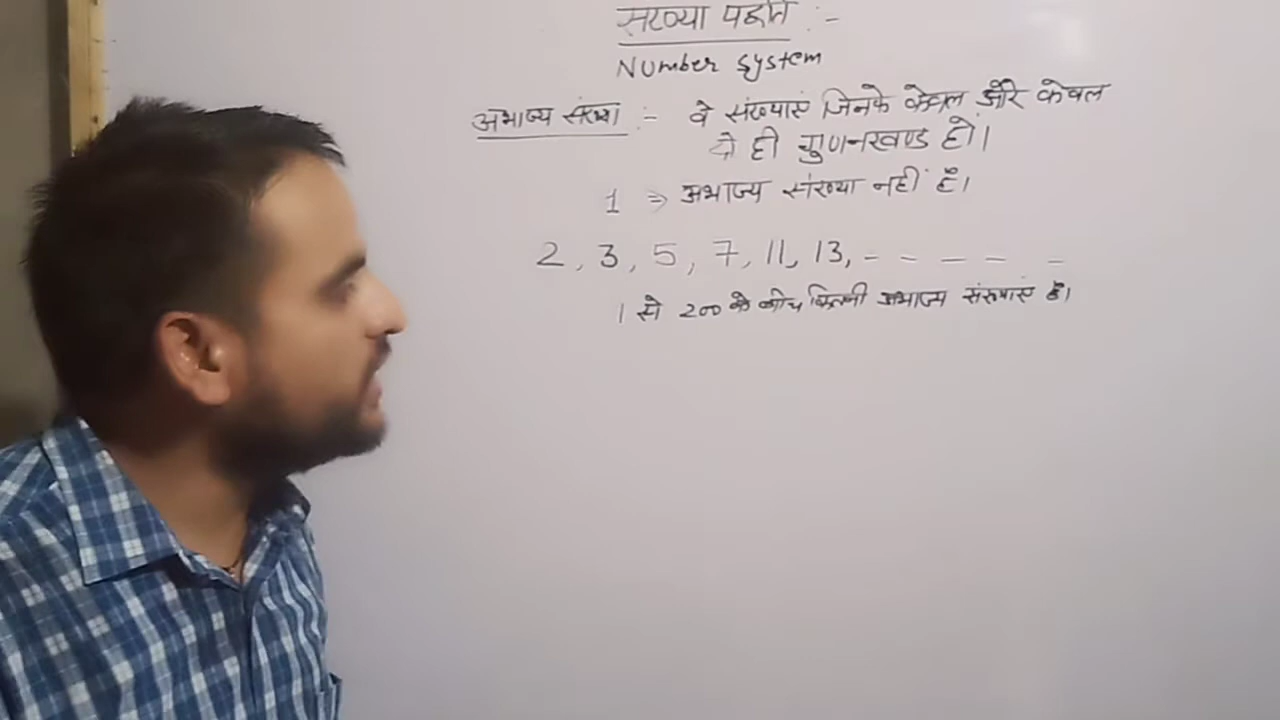 संख्या पद्धति :-
Number System
अभाज्य संख्या :- वे संख्याएं जिनके केवल और केवल
दो ही गुणनखण्ड हों।
1 ⇒ अभाज्य संख्या नहीं है।
2, 3, 5, 7, 11, 13, - - - - -
1 से 200 के बीच कितनी अभाज्य संख्याएं है।